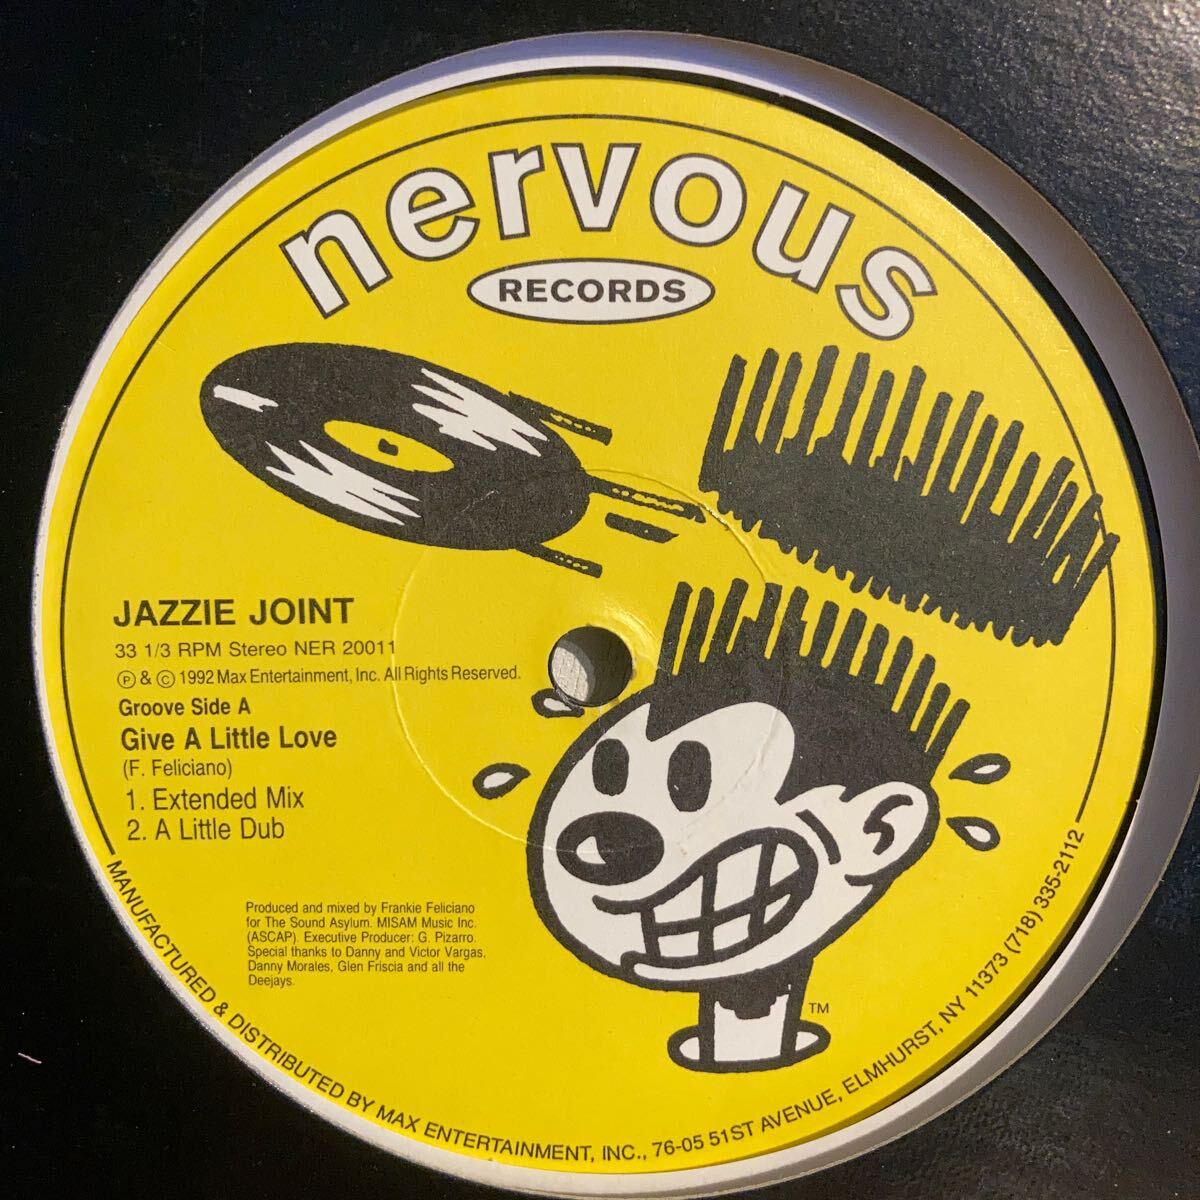 nervous
RECORDS
JAZZIE JOINT
33 1/3 RPM Stereo NER 20011
℗ & © 1992 Max Entertainment, Inc. All Rights Reserved.
Groove Side A
Give A Little Love
(F. Feliciano)
1. Extended Mix
2. A Little Dub
Produced and mixed by Frankie Feliciano
for The Sound Asylum. MISAM Music Inc.
(ASCAP). Executive Producer: G. Pizarro.
Special thanks to Danny and Victor Vargas,
Danny Morales, Glen Friscia and all the
Deejays.
TM
MANUFACTURED & DISTRIBUTED BY MAX ENTERTAINMENT, INC., 76-05 51ST AVENUE, ELMHURST, NY 11373 (718) 335-2112